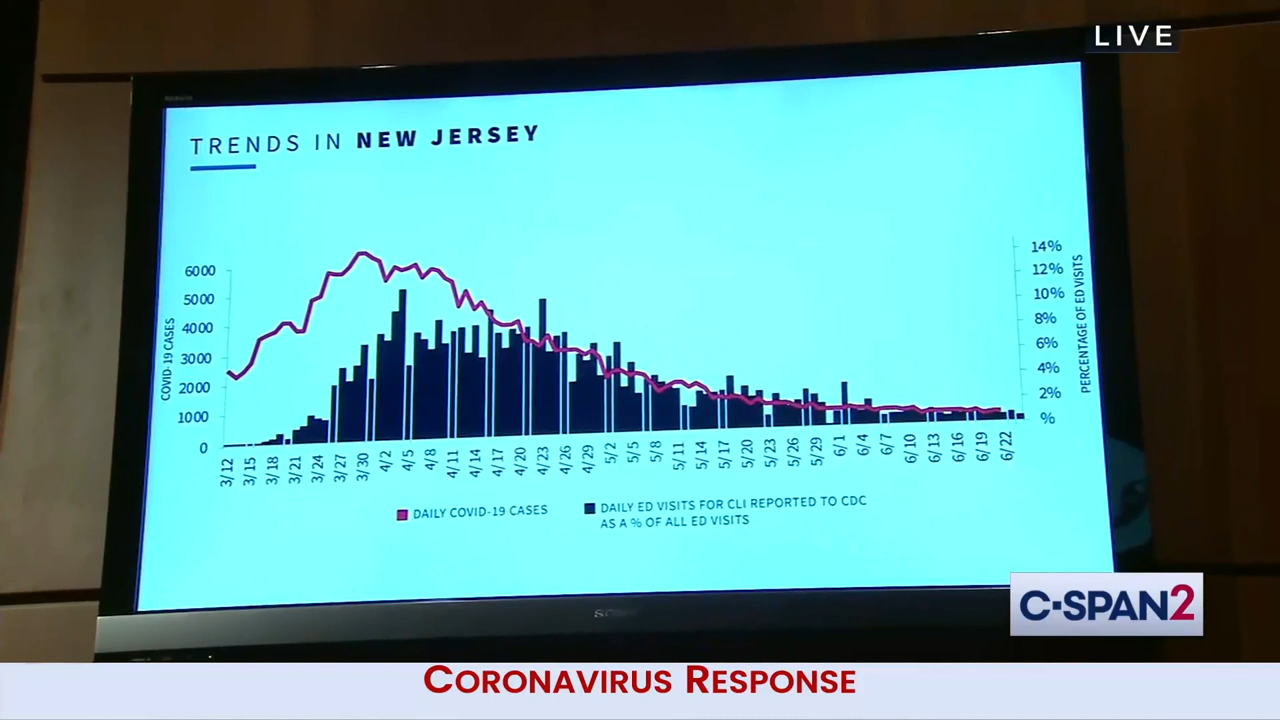 LIVE
TRENDS IN NEW JERSEY
COVID-19 CASES
6000
5000
4000
3000
2000
1000
0
14%
12%
10%
8%
6%
4%
2%
%
PERCENTAGE OF ED VISITS
3/12 3/15 3/18 3/21 3/24 3/27 3/30 4/2 4/5 4/8 4/11 4/14 4/17 4/20 4/23 4/26 4/29 5/2 5/5 5/8 5/11 5/14 5/17 5/20 5/23 5/26 5/29 6/1 6/4 6/7 6/10 6/13 6/16 6/19 6/22
DAILY COVID-19 CASES
DAILY ED VISITS FOR CLI REPORTED TO CDC
AS A % OF ALL ED VISITS
SONY
C-SPAN2
CORONAVIRUS RESPONSE